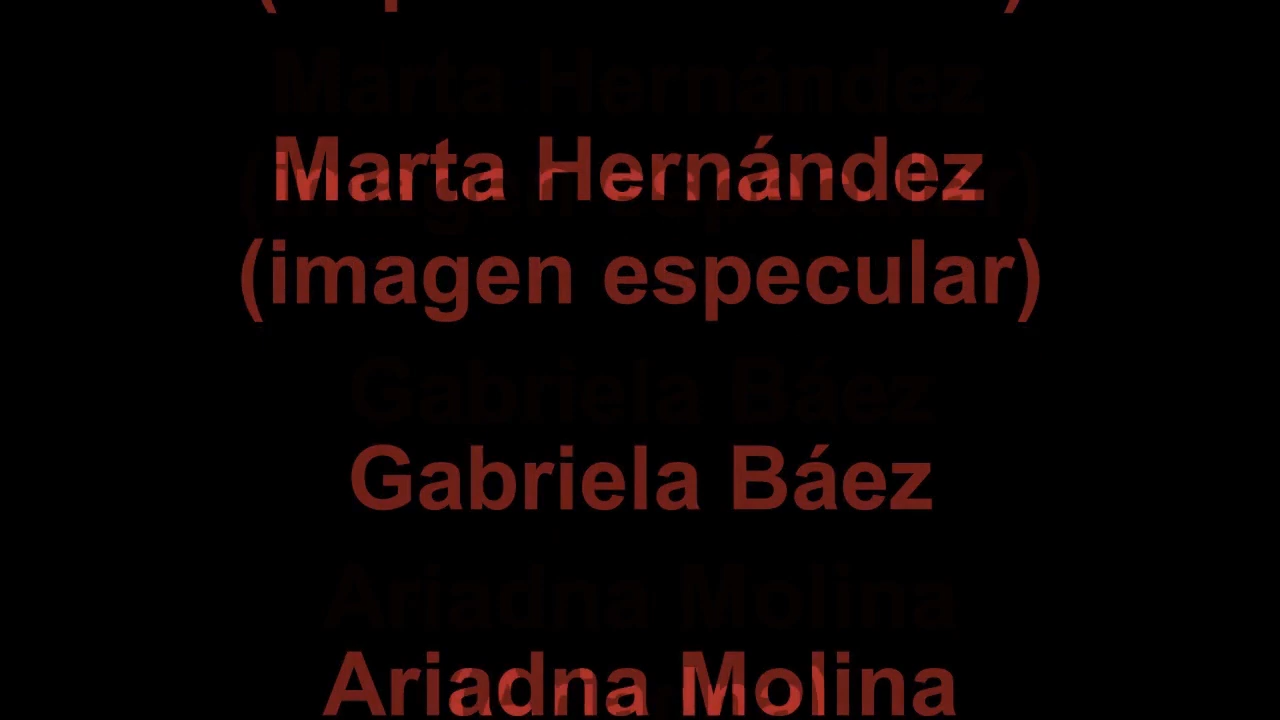 Marta Hernández
(imagen especular)
Gabriela Báez
Ariadna Molina